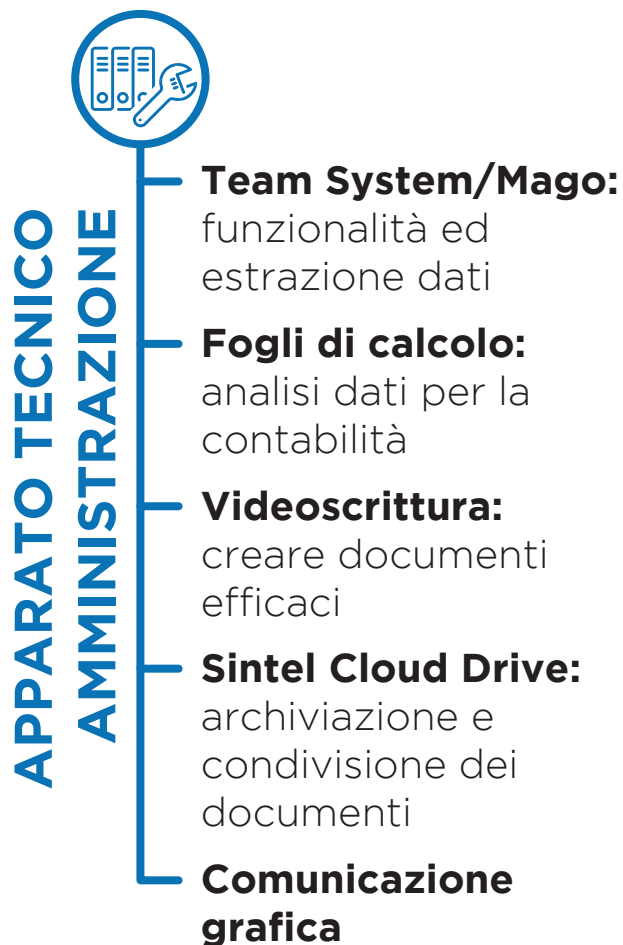 APPARATO TECNICO
AMMINISTRAZIONE
Team System/Mago:
funzionalità ed
estrazione dati
Fogli di calcolo:
analisi dati per la
contabilità
Videoscrittura:
creare documenti
efficaci
Sintel Cloud Drive:
archiviazione e
condivisione dei
documenti
Comunicazione
grafica